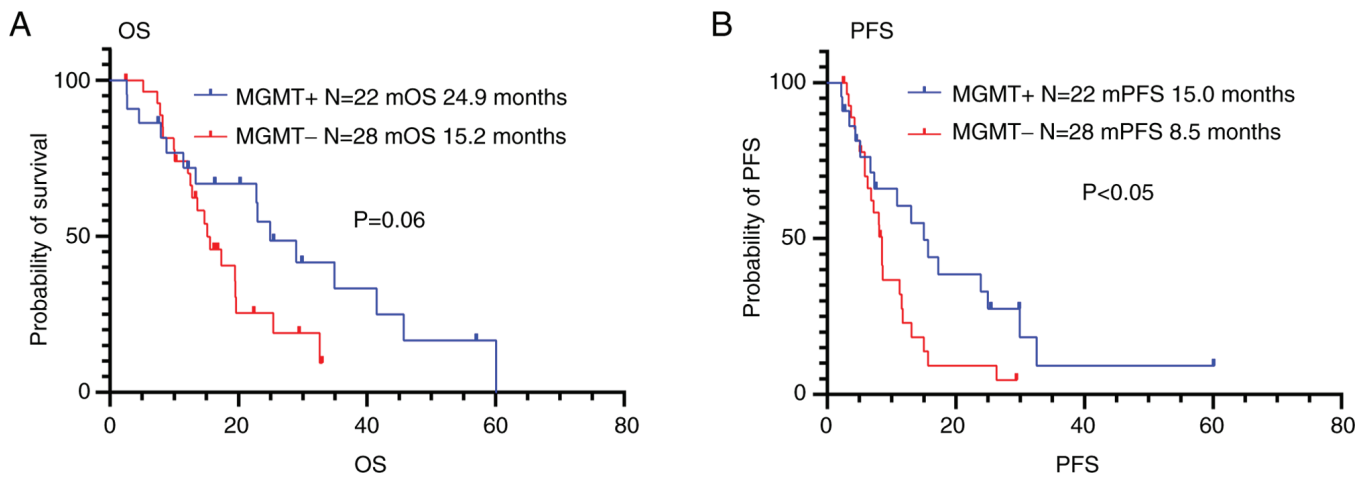 A
OS
Probability of survival
100
50
0
MGMT+ N=22 mOS 24.9 months
MGMT– N=28 mOS 15.2 months
P=0.06
0 20 40 60 80
OS
B
PFS
Probability of PFS
100
50
0
MGMT+ N=22 mPFS 15.0 months
MGMT– N=28 mPFS 8.5 months
P<0.05
0 20 40 60 80
PFS